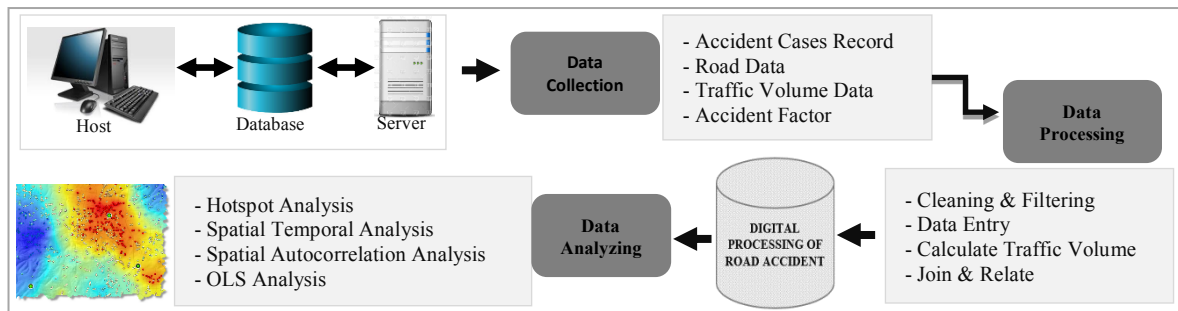 Host
Database
Server
Data
Collection
- Accident Cases Record
- Road Data
- Traffic Volume Data
- Accident Factor
Data
Processing
- Cleaning & Filtering
- Data Entry
- Calculate Traffic Volume
- Join & Relate
DIGITAL
PROCESSING OF
ROAD ACCIDENT
Data
Analyzing
- Hotspot Analysis
- Spatial Temporal Analysis
- Spatial Autocorrelation Analysis
- OLS Analysis